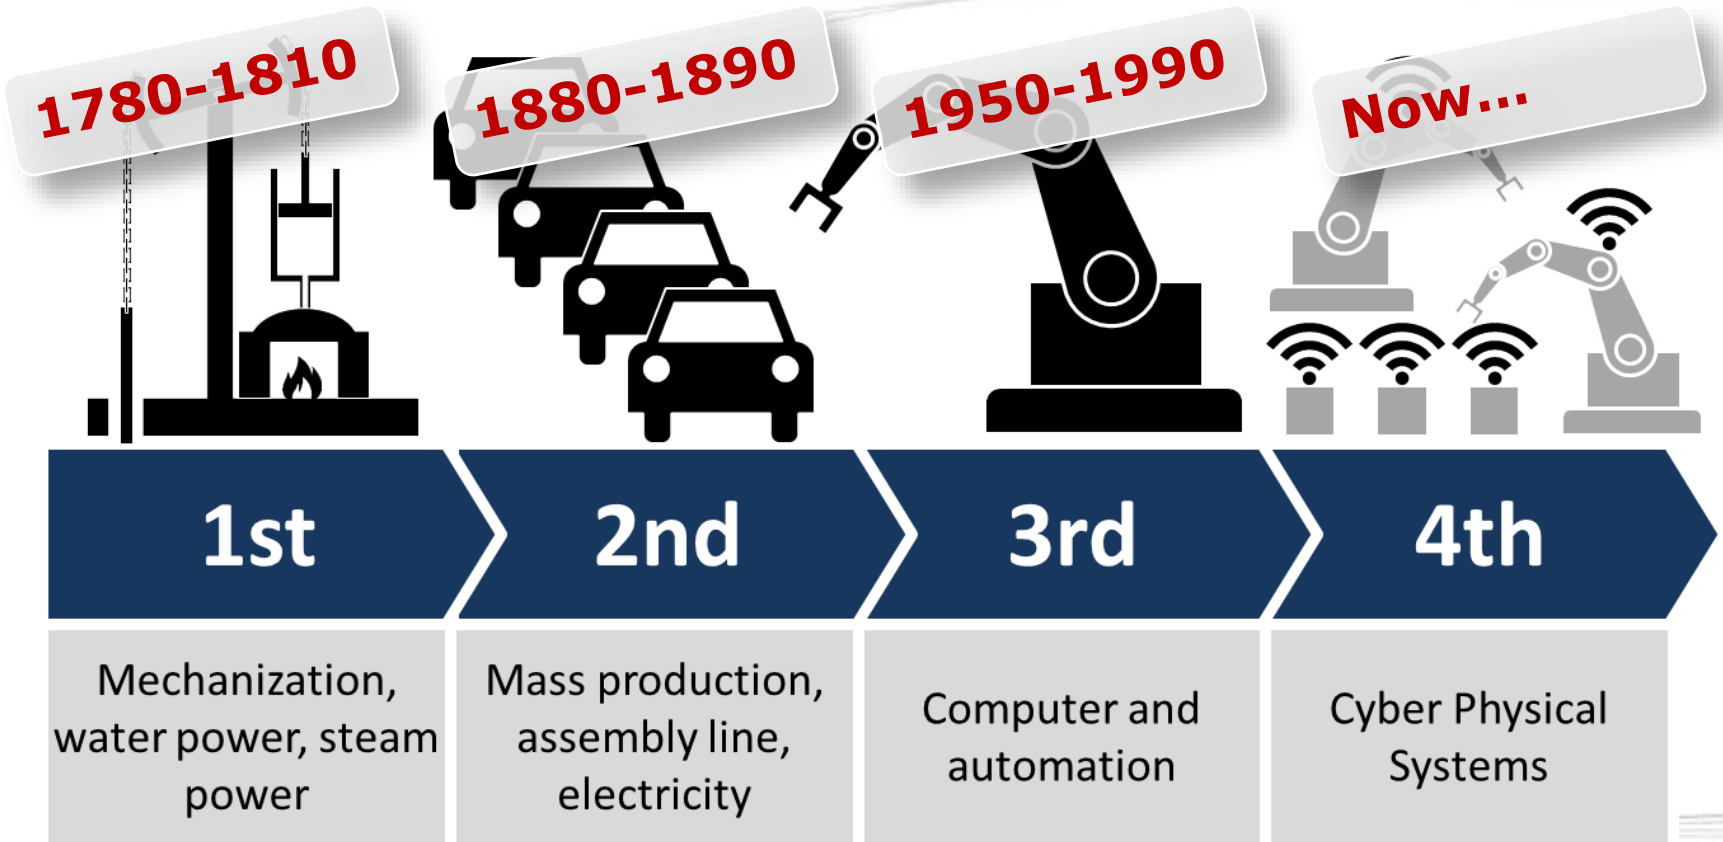 1780-1810
1880-1890
1950-1990
Now...
1st
2nd
3rd
4th
Mechanization,
water power, steam
power
Mass production,
assembly line,
electricity
Computer and
automation
Cyber Physical
Systems